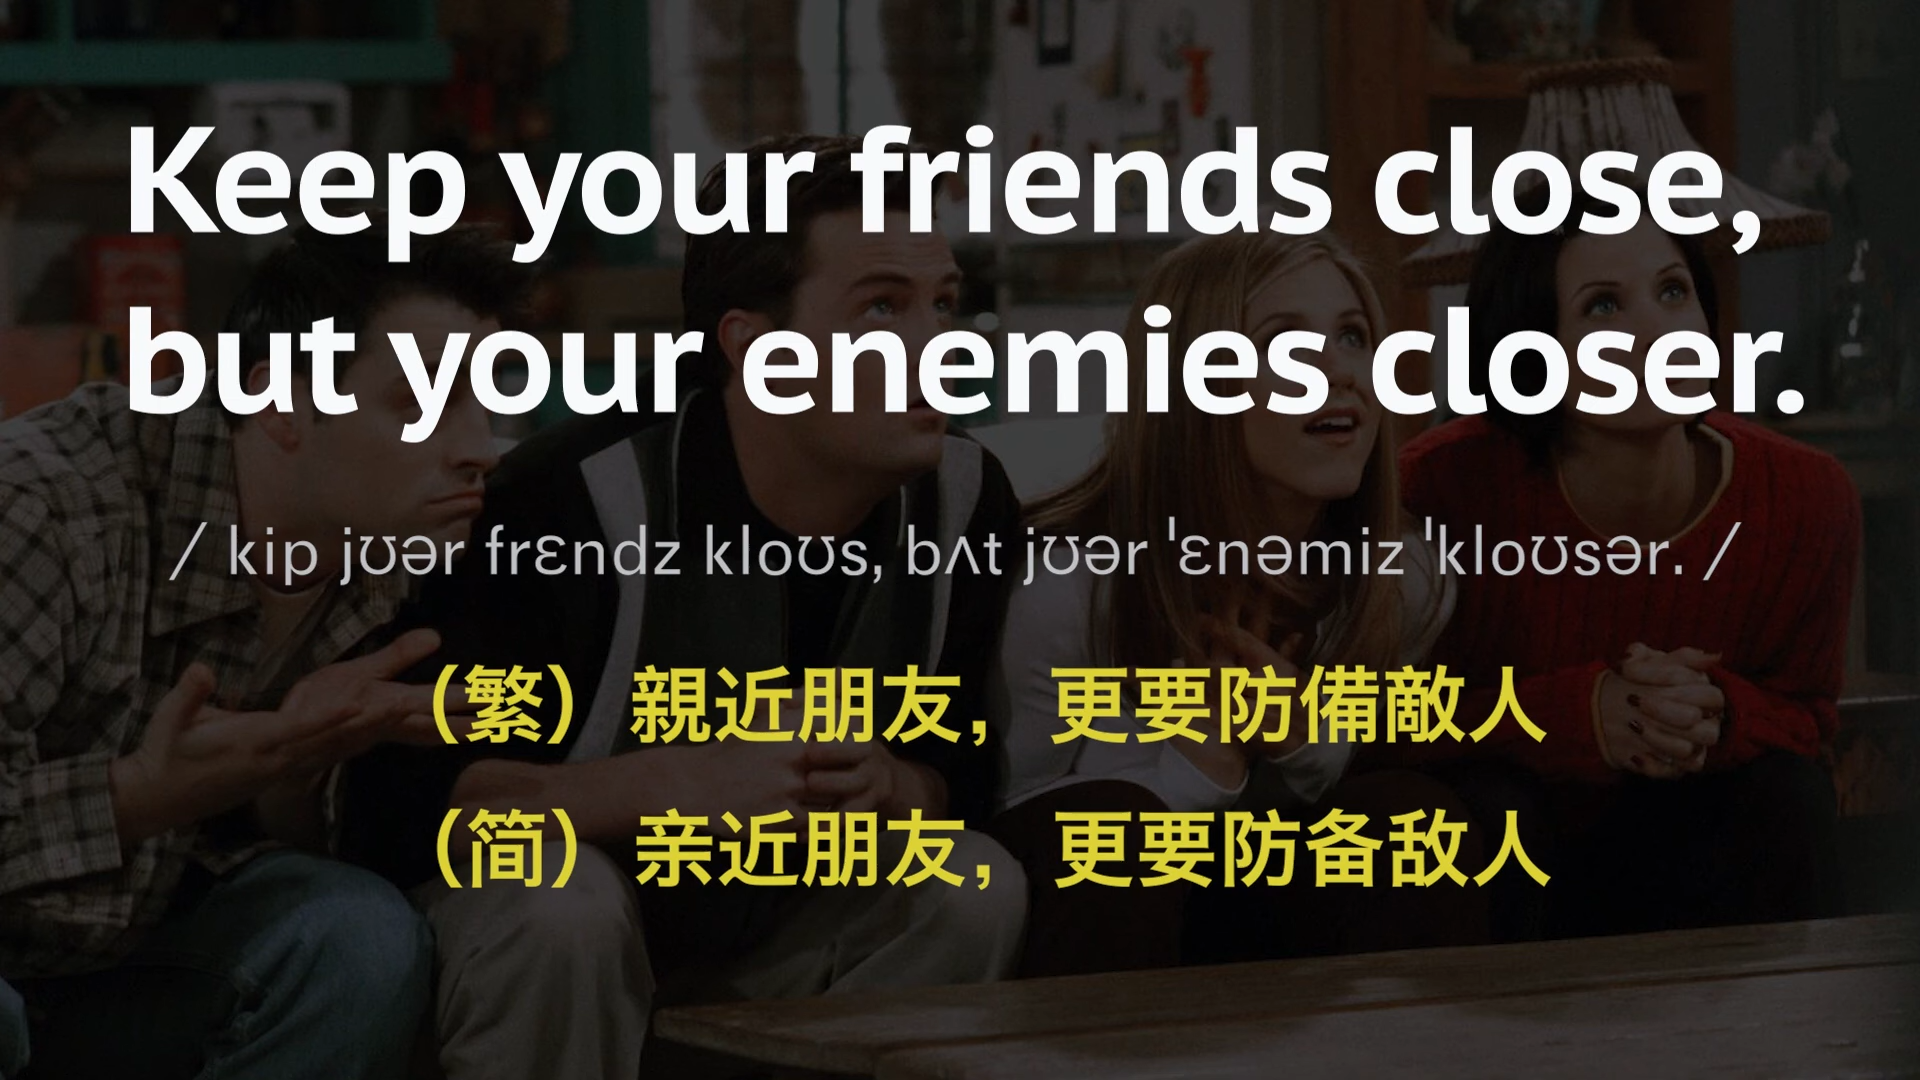 Keep your friends close,
but your enemies closer.
/ kip jʊər frɛndz kloʊs, bʌt jʊər ˈɛnəmiz ˈkloʊsər. /
（繁）親近朋友，更要防備敵人
（简）亲近朋友，更要防备敌人